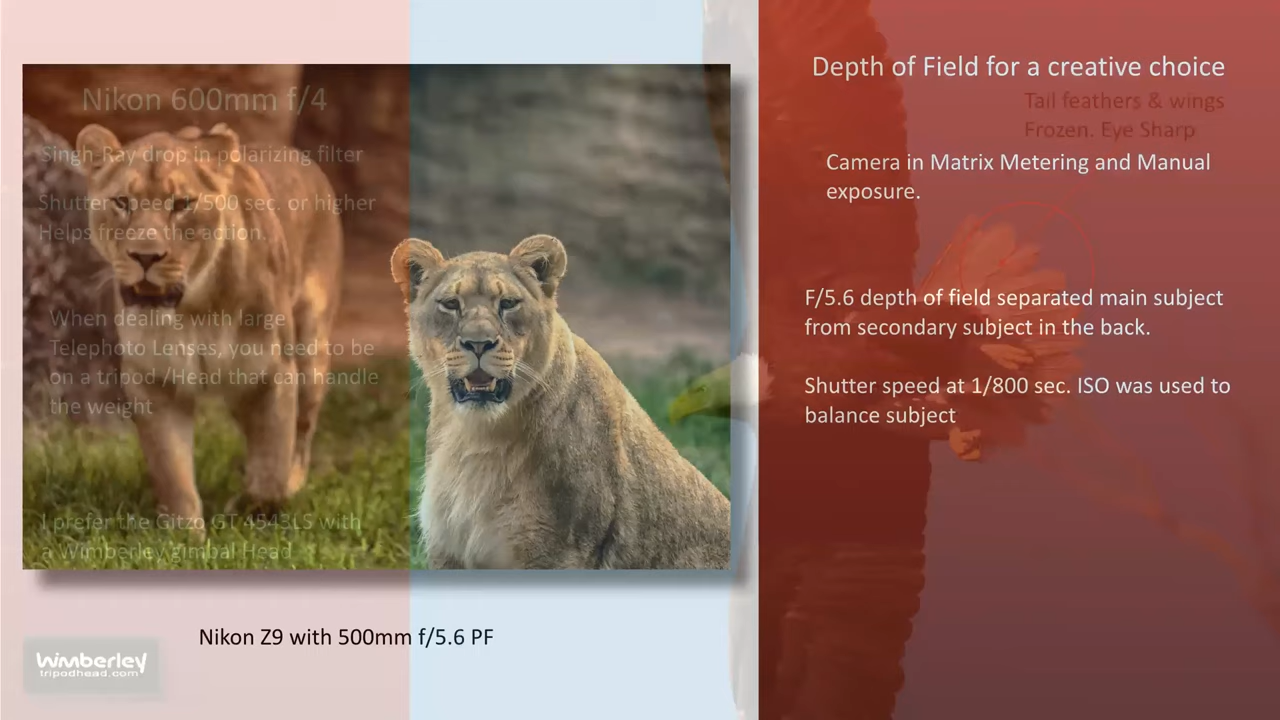 Depth of Field for a creative choice
Tail feathers & wings
Frozen. Eye Sharp
Camera in Matrix Metering and Manual
exposure.
F/5.6 depth of field separated main subject
from secondary subject in the back.
Shutter speed at 1/800 sec. ISO was used to
balance subject
Nikon 600mm f/4
Singh-Ray drop in polarizing filter
Shutter speed 1/500 sec. or higher
Helps freeze the action.
When dealing with large
Telephoto Lenses, you need to be
on a tripod /Head that can handle
the weight
I prefer the Gitzo GT 4543LS with
a Wimberley gimbal Head
Nikon Z9 with 500mm f/5.6 PF
Wimberley
tripodhead.com